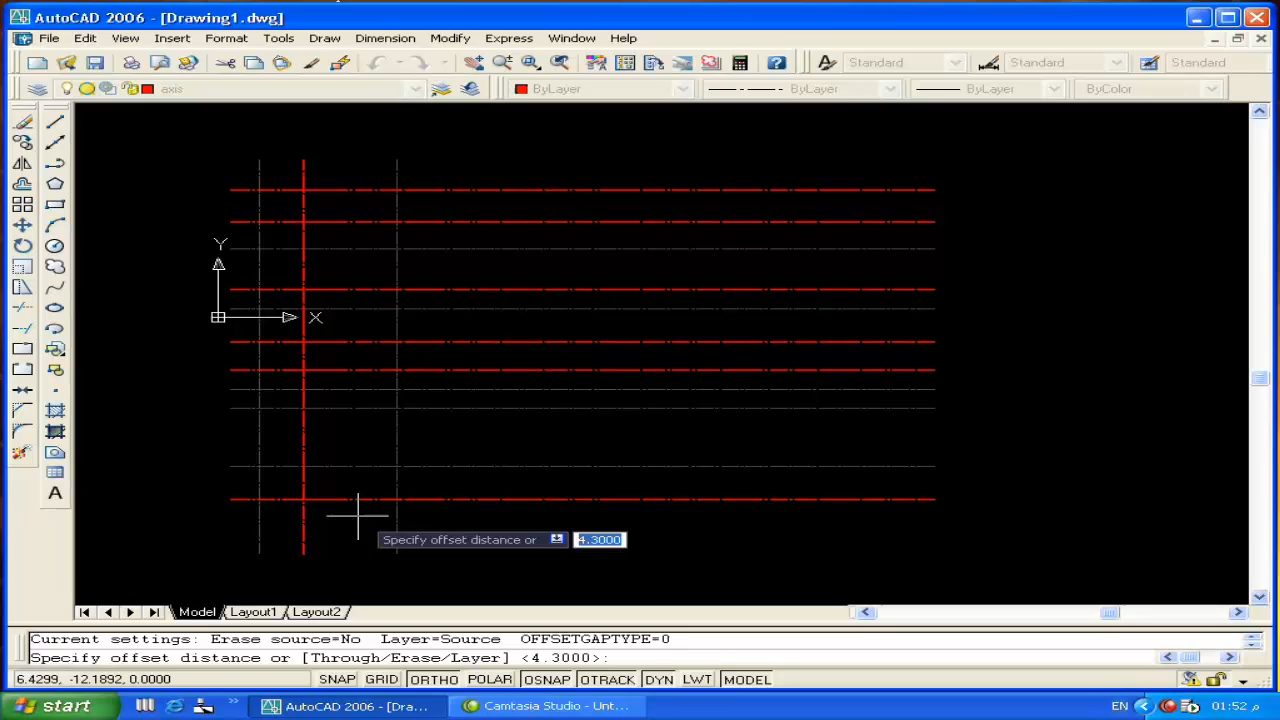 AutoCAD 2006 - [Drawing1.dwg]
File Edit View Insert Format Tools Draw Dimension Modify Express Window Help
Standard Standard Standard
axis ByLayer ByLayer ByLayer ByColor
Y
X
A
Specify offset distance or 4.3000
Model Layout1 Layout2
Current settings: Erase source=No Layer=Source OFFSETGAPTYPE=0
Specify offset distance or [Through/Erase/Layer] <4.3000>:
6.4299, -12.1892, 0.0000 SNAP GRID ORTHO POLAR OSNAP OTRACK DYN LWT MODEL
start AutoCAD 2006 - [Dra... Camtasia Studio - Unt... EN 01:52 م